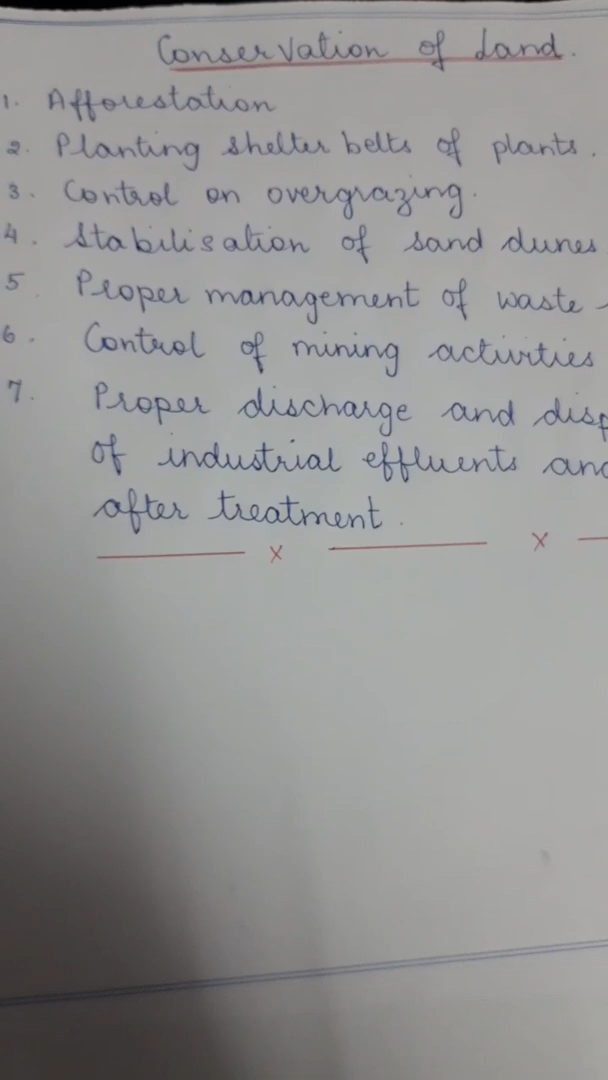 Conservation of Land.
1. Afforestation
2. Planting shelter belts of plants.
3. Control on overgrazing.
4. Stabilisation of sand dunes
5. Proper management of waste
6. Control of mining activities
7. Proper discharge and disp
of industrial effluents and
after treatment.
x x